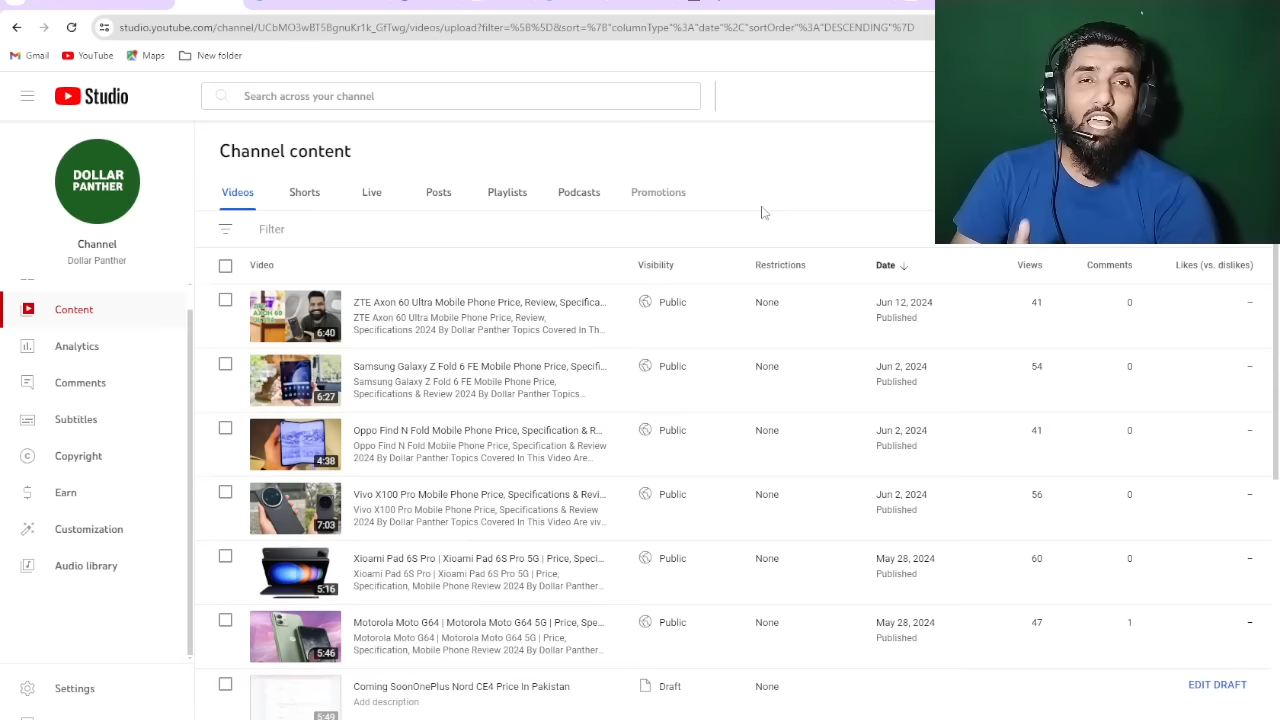 studio.youtube.com/channel/UCbMO3wBT5BgnuKr1k_GfTwg/videos/upload?filter=%5B%5D&sort=%7B"columnType"%3A"date"%2C"sortOrder"%3A"DESCENDING"%7D
Gmail YouTube Maps New folder
Studio
Search across your channel
DOLLAR
PANTHER
Channel
Dollar Panther
Content
Analytics
Comments
Subtitles
Copyright
Earn
Customization
Audio library
Settings
Channel content
Videos Shorts Live Posts Playlists Podcasts Promotions
Filter
Video Visibility Restrictions Date Views Comments Likes (vs. dislikes)
ZTE Axon 60 Ultra Mobile Phone Price, Review, Specifica... Public None Jun 12, 2024 41 0 –
ZTE Axon 60 Ultra Mobile Phone Price, Review, Published
Specifications 2024 By Dollar Panther Topics Covered In Th...
6:40
Samsung Galaxy Z Fold 6 FE Mobile Phone Price, Specifi... Public None Jun 2, 2024 54 0 –
Samsung Galaxy Z Fold 6 FE Mobile Phone Price, Published
Specifications & Review 2024 By Dollar Panther Topics...
6:27
Oppo Find N Fold Mobile Phone Price, Specification & R... Public None Jun 2, 2024 41 0 –
Oppo Find N Fold Mobile Phone Price, Specification & Review Published
2024 By Dollar Panther Topics Covered In This Video Are...
4:38
Vivo X100 Pro Mobile Phone Price, Specifications & Revi... Public None Jun 2, 2024 56 0 –
Vivo X100 Pro Mobile Phone Price, Specifications & Review Published
2024 By Dollar Panther Topics Covered In This Video Are viv...
7:03
Xioami Pad 6S Pro | Xioami Pad 6S Pro 5G | Price, Speci... Public None May 28, 2024 60 0 –
Xioami Pad 6S Pro | Xioami Pad 6S Pro 5G | Price, Published
Specification, Mobile Phone Review 2024 By Dollar Panther...
5:16
Motorola Moto G64 | Motorola Moto G64 5G | Price, Spe... Public None May 28, 2024 47 1 –
Motorola Moto G64 | Motorola Moto G64 5G | Price, Published
Specification, Mobile Phone Review 2024 By Dollar Panther...
5:46
Coming SoonOnePlus Nord CE4 Price In Pakistan Draft None EDIT DRAFT
Add description
5:49